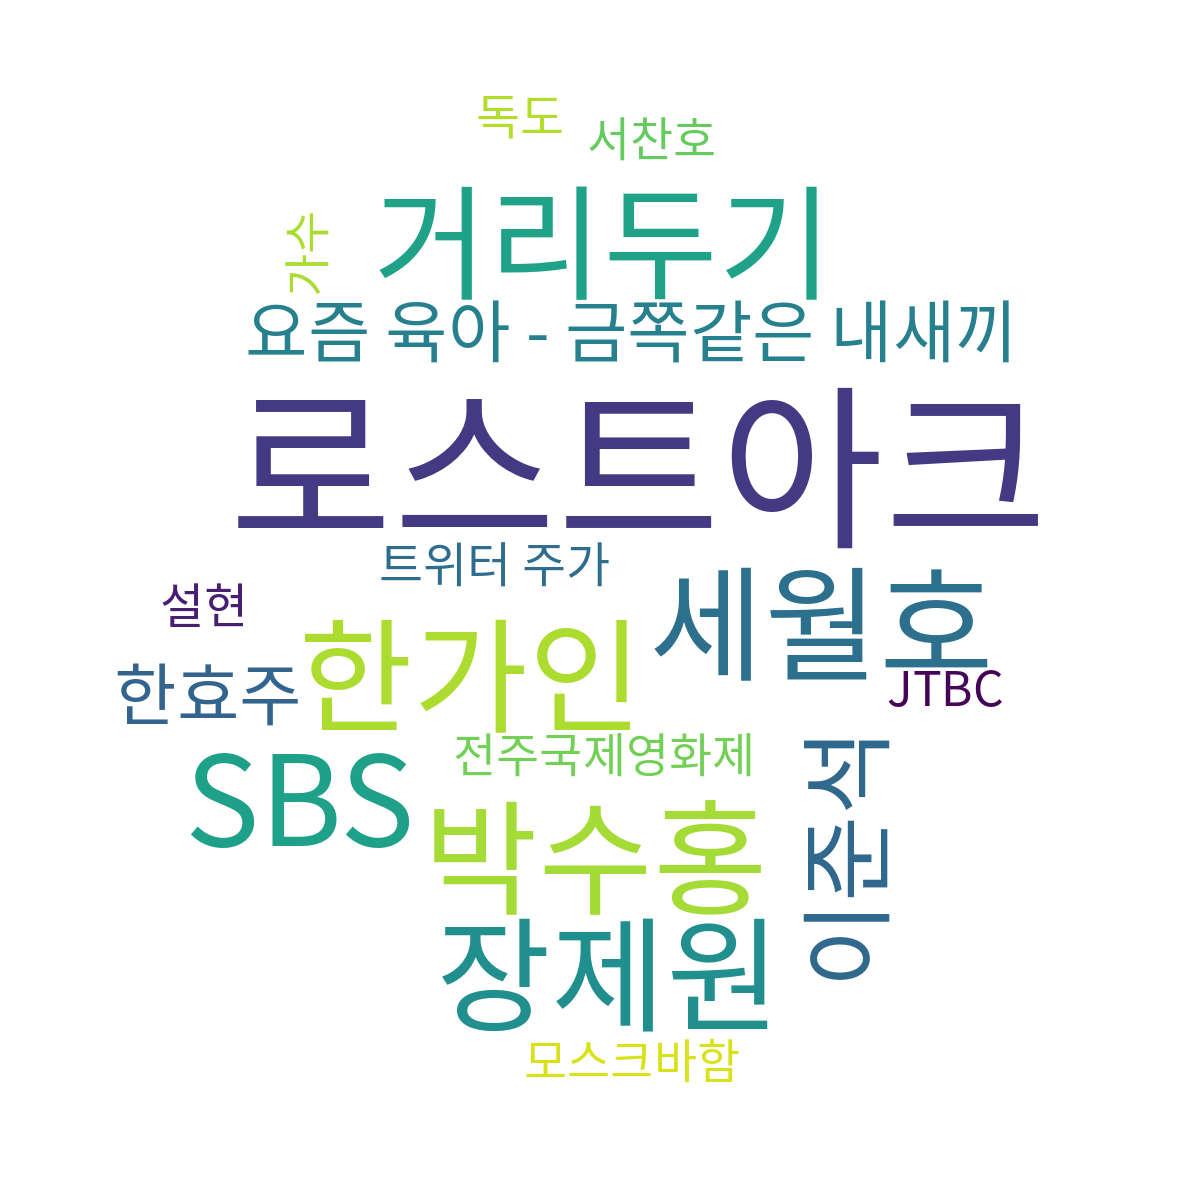 독도
서찬호
거리두기
가수
요즘 육아 - 금쪽같은 내새끼
로스트아크
트위터 주가
세월호
설현
한가인
한효주
JTBC
전주국제영화제
SBS
이준석
박수홍
장제원
모스크바함